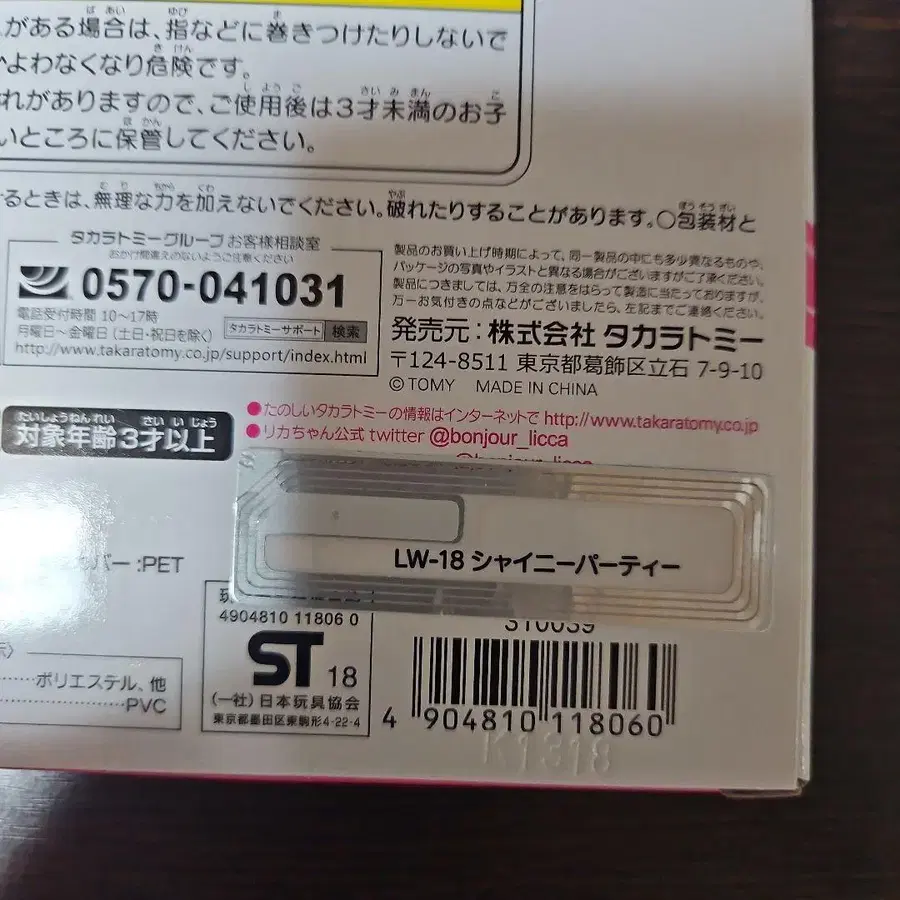 がある場合は、指などに巻きつけたりしないで
よわなくなり危険です。
れがありますので、ご使用後は3才未満のお子
いところに保管してください。
るときは、無理な力を加えないでください。破れたりすることがあります。○包装材と
タカラトミーグループ お客様相談室
おかけ間違えのないようご注意ください
0570-041031
電話受付時間 10〜17時
月曜日〜金曜日(土日・祝日を除く) タカラトミーサポート 検索
http://www.takaratomy.co.jp/support/index.html
製品のお買い上げ時期によって、同一製品の中にも多少異なるものや、
パッケージの写真やイラストと異なる場合がございますがご了承ください。
製品につきましては、万全の注意をはらって製造に当たっておりますが、
万一お気付きの点などがございましたら、左記までご連絡ください。
発売元:株式会社 タカラトミー
〒124-8511 東京都葛飾区立石 7-9-10
© TOMY MADE IN CHINA
対象年齢3才以上
●たのしいタカラトミーの情報はインターネットで http://www.takaratomy.co.jp
●リカちゃん公式 twitter @bonjour_licca
@bonjour_licca
LW-18 シャイニーパーティー
バー :PET
4904810 11806 0
ST 18
(一社)日本玩具協会
東京都墨田区東駒形4-22-4
ポリエステル、他
PVC
4 904810 118060
K1318